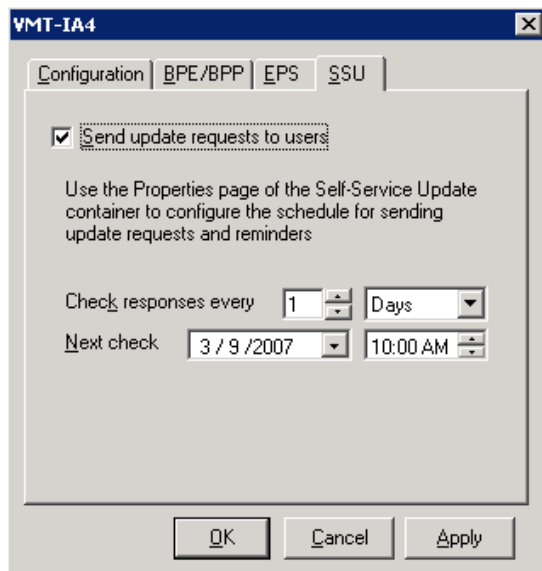 VMT-IA4
Configuration BPE/BPP EPS SSU
Send update requests to users
Use the Properties page of the Self-Service Update
container to configure the schedule for sending
update requests and reminders
Check responses every 1 Days
Next check 3 / 9 /2007 10:00 AM
OK Cancel Apply